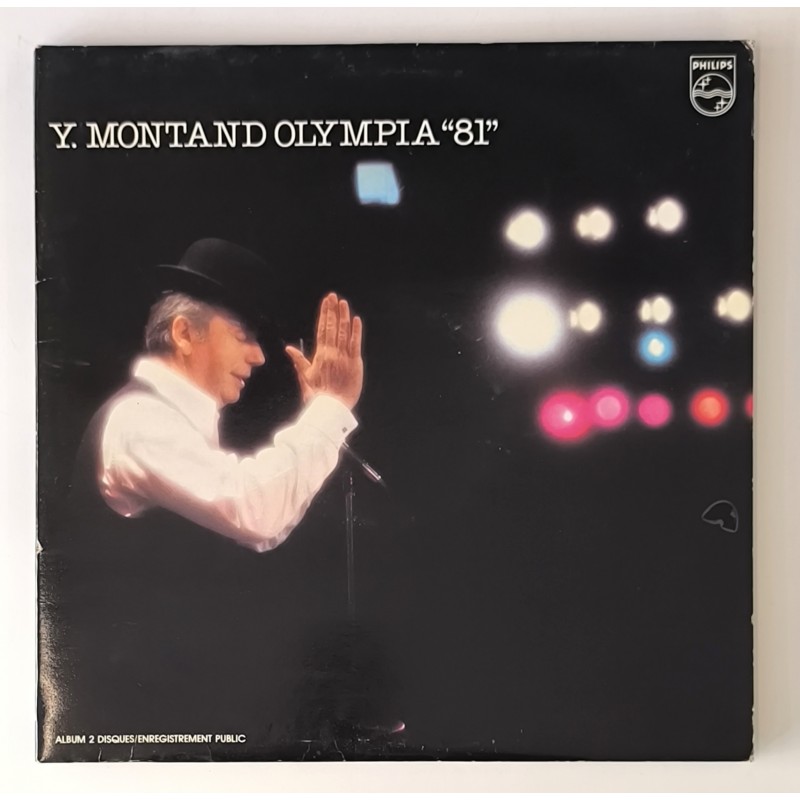 PHILIPS
Y. MONTAND OLYMPIA “81”
ALBUM 2 DISQUES/ENREGISTREMENT PUBLIC